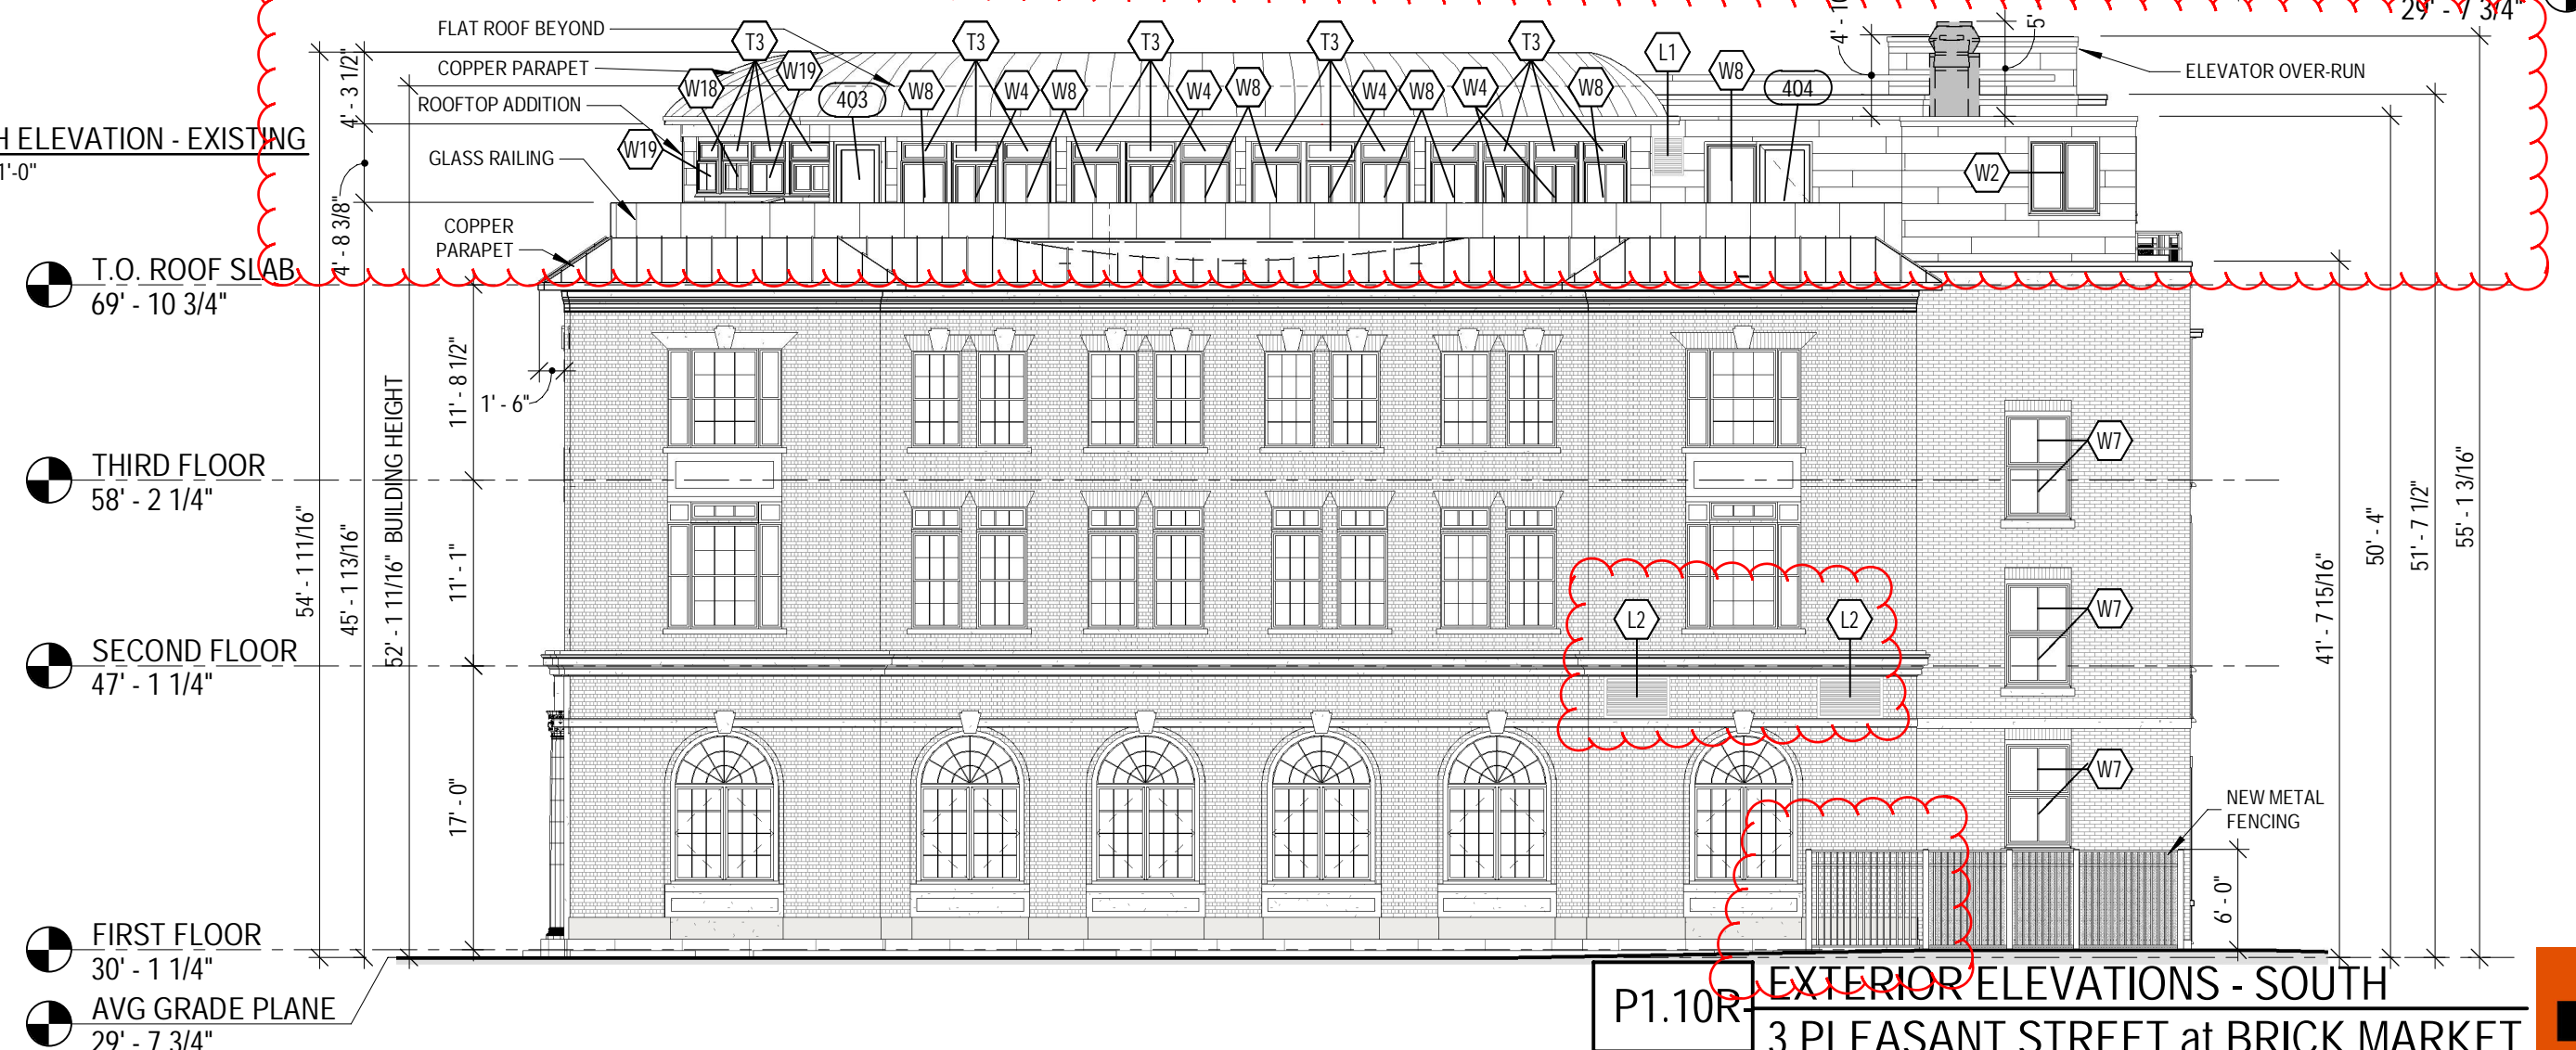 29' - 7 3/4"
FLAT ROOF BEYOND
COPPER PARAPET
ROOFTOP ADDITION
GLASS RAILING
COPPER
PARAPET
T3
T3
T3
T3
T3
W18
W19
W19
403
W8
W4
W8
W4
W8
W4
W8
W4
W8
L1
W8
404
W2
5'
ELEVATOR OVER-RUN
H ELEVATION - EXISTING
1'-0"
4' - 3 1/2"
4' - 8 3/8"
T.O. ROOF SLAB
69' - 10 3/4"
THIRD FLOOR
58' - 2 1/4"
SECOND FLOOR
47' - 1 1/4"
FIRST FLOOR
30' - 1 1/4"
AVG GRADE PLANE
29' - 7 3/4"
54' - 1 11/16"
45' - 1 13/16"
52' - 1 11/16" BUILDING HEIGHT
11' - 8 1/2"
11' - 1"
17' - 0"
1' - 6"
L2
L2
W7
W7
W7
NEW METAL
FENCING
6' - 0"
41' - 7 15/16"
50' - 4"
51' - 7 1/2"
55' - 1 3/16"
P1.10R
EXTERIOR ELEVATIONS - SOUTH
3 PLEASANT STREET at BRICK MARKET